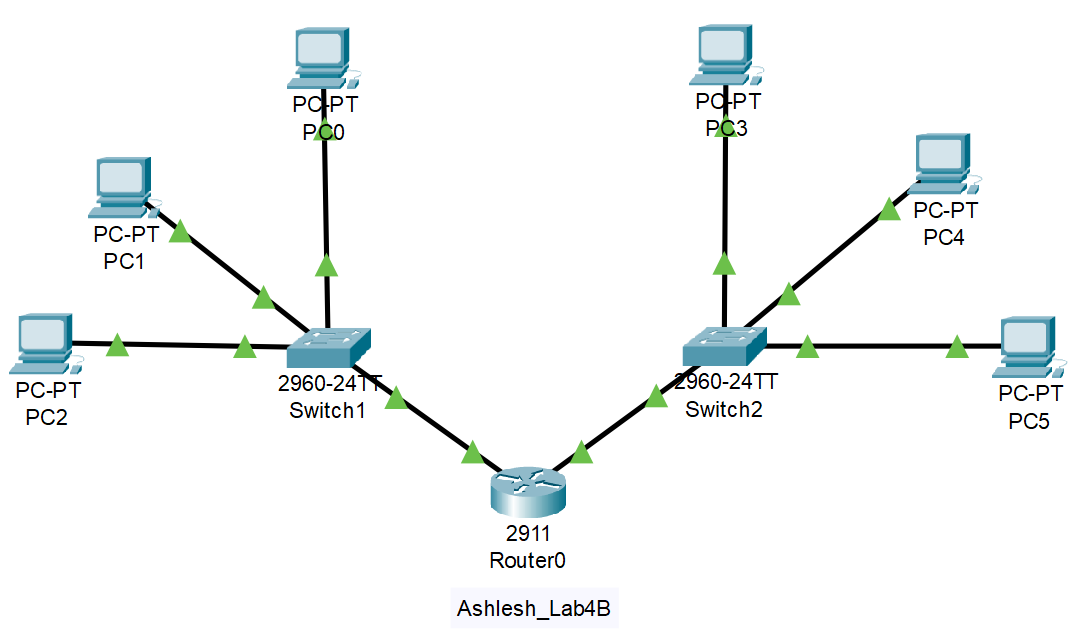 PC-PT
PC0
PC-PT
PC3
PC-PT
PC1
PC-PT
PC4
PC-PT
PC2
2960-24TT
Switch1
2960-24TT
Switch2
PC-PT
PC5
2911
Router0
Ashlesh_Lab4B